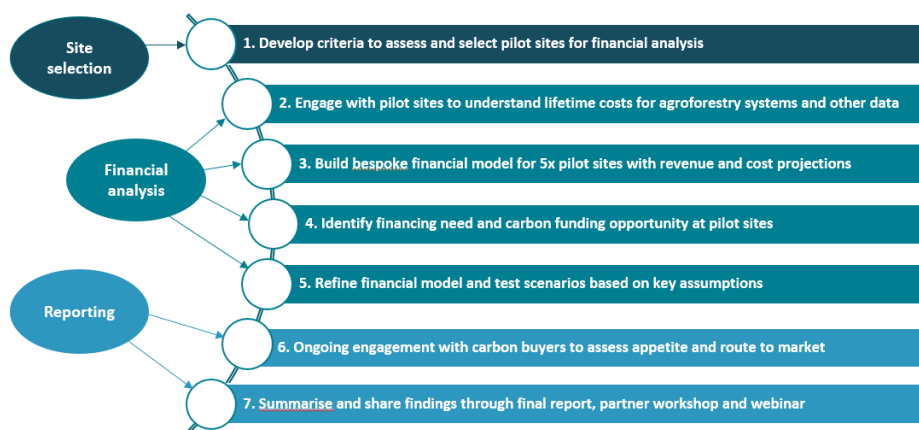 Site
selection
1. Develop criteria to assess and select pilot sites for financial analysis
2. Engage with pilot sites to understand lifetime costs for agroforestry systems and other data
Financial
analysis
3. Build bespoke financial model for 5x pilot sites with revenue and cost projections
4. Identify financing need and carbon funding opportunity at pilot sites
5. Refine financial model and test scenarios based on key assumptions
Reporting
6. Ongoing engagement with carbon buyers to assess appetite and route to market
7. Summarise and share findings through final report, partner workshop and webinar